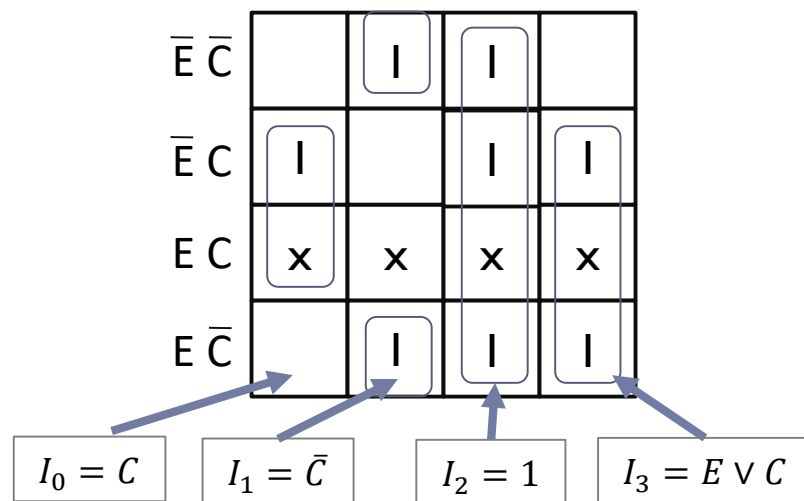 E̅ C̅ I I
E̅ C I I I
E C x x x x
E C̅ I I I
I₀ = C I₁ = C̅ I₂ = 1 I₃ = E ∨ C